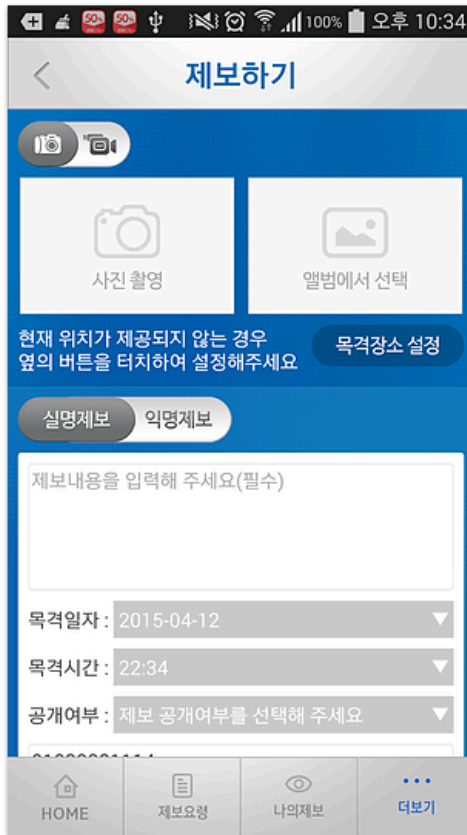 50%
50%
100%
오후 10:34
제보하기
사진 촬영
앨범에서 선택
현재 위치가 제공되지 않는 경우
옆의 버튼을 터치하여 설정해주세요
목격장소 설정
실명제보
익명제보
제보내용을 입력해 주세요(필수)
목격일자 : 2015-04-12
목격시간 : 22:34
공개여부 : 제보 공개여부를 선택해 주세요
HOME
제보요령
나의제보
더보기